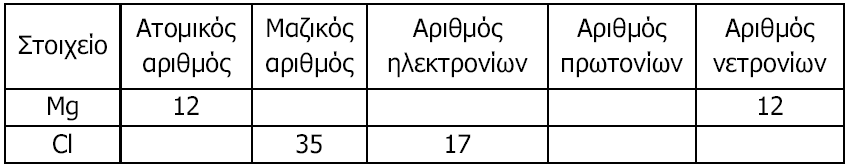 Στοιχείο Ατομικός αριθμός Μαζικός αριθμός Αριθμός ηλεκτρονίων Αριθμός πρωτονίων Αριθμός νετρονίων
Mg 12 12
Cl 35 17